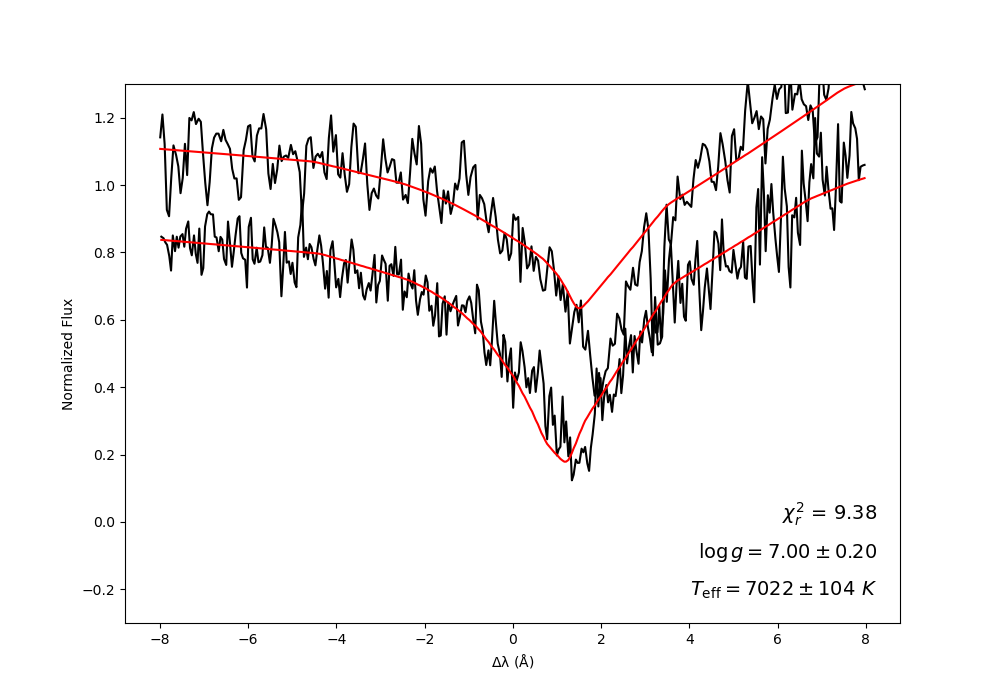 1.2
1.0
0.8
0.6
0.4
0.2
0.0
−0.2
Normalized Flux
χ²ᵣ = 9.38
log g = 7.00 ± 0.20
T_eff = 7022 ± 104 K
−8 −6 −4 −2 0 2 4 6 8
Δλ (Å)